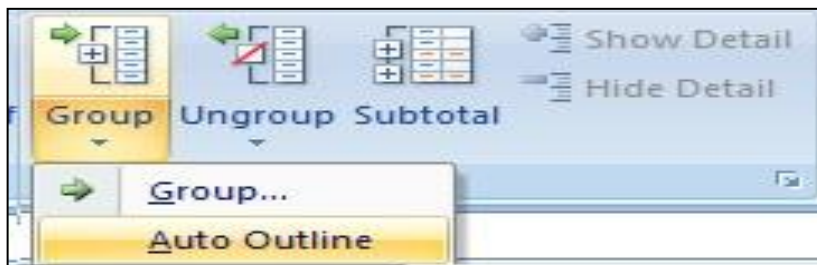 Show Detail
Hide Detail
Group Ungroup Subtotal
Group...
Auto Outline